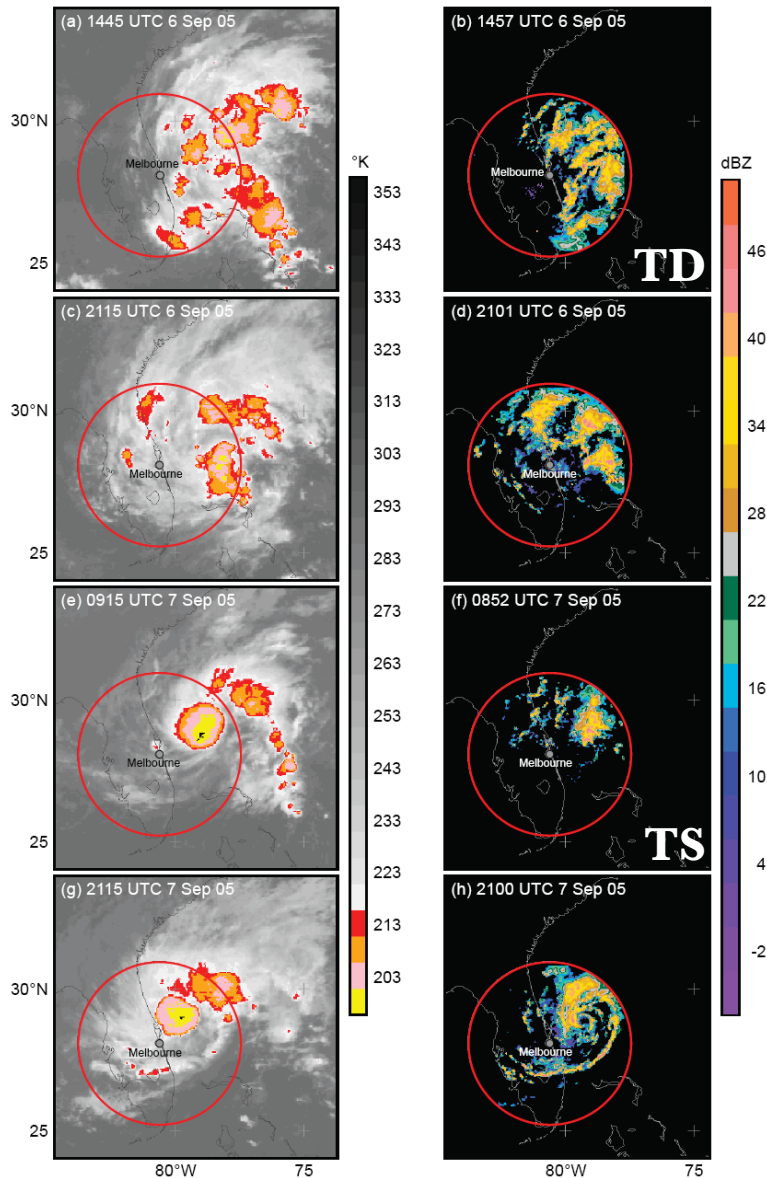 (a) 1445 UTC 6 Sep 05
(b) 1457 UTC 6 Sep 05
30°N
Melbourne
Melbourne
°K
dBZ
25
TD
(c) 2115 UTC 6 Sep 05
(d) 2101 UTC 6 Sep 05
30°N
Melbourne
Melbourne
25
353
343
333
323
313
303
293
283
273
263
253
243
233
223
213
203
46
40
34
28
22
16
10
4
-2
(e) 0915 UTC 7 Sep 05
(f) 0852 UTC 7 Sep 05
30°N
Melbourne
Melbourne
25
TS
(g) 2115 UTC 7 Sep 05
(h) 2100 UTC 7 Sep 05
30°N
Melbourne
Melbourne
25
80°W
75
80°W
75